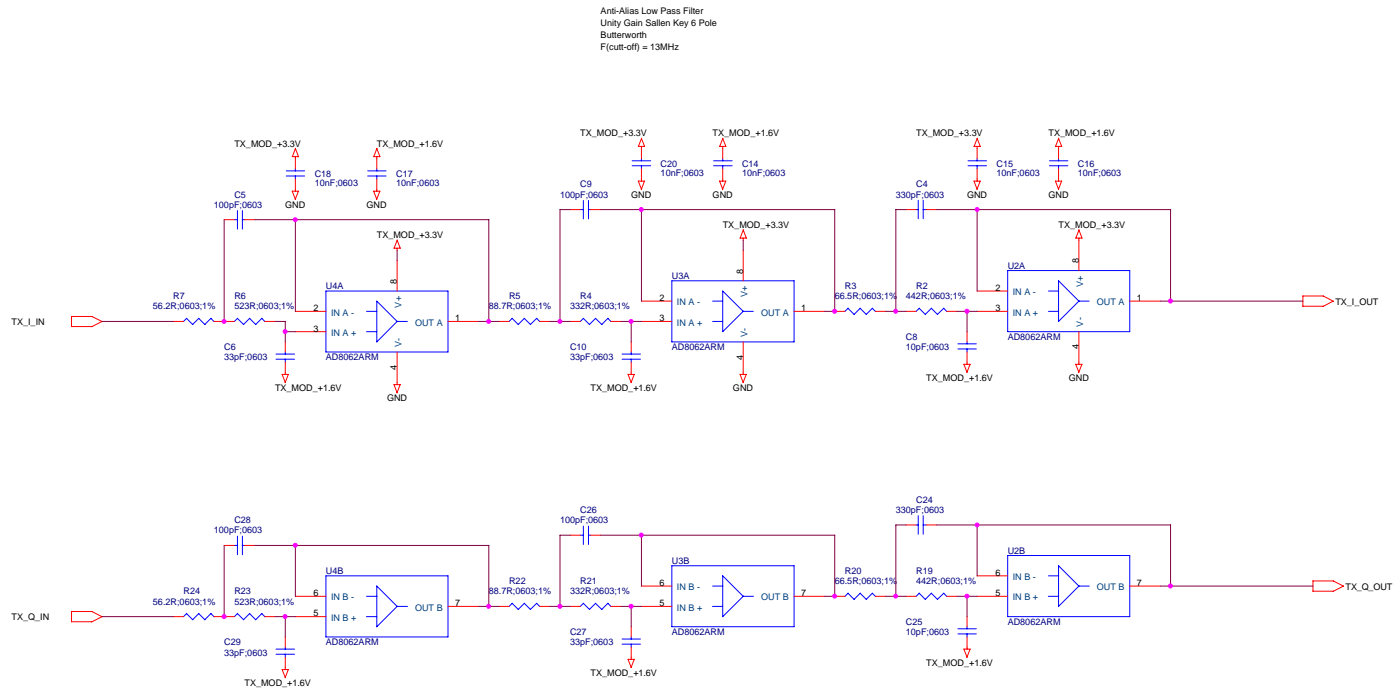 Anti-Alias Low Pass Filter
Unity Gain Sallen Key 6 Pole
Butterworth
F(cutt-off) = 13MHz
TX_MOD_+3.3V
TX_MOD_+1.6V
C18
10nF;0603
C17
10nF;0603
GND
GND
TX_MOD_+3.3V
TX_MOD_+1.6V
C20
10nF;0603
C14
10nF;0603
GND
GND
TX_MOD_+3.3V
TX_MOD_+1.6V
C15
10nF;0603
C16
10nF;0603
GND
GND
C5
100pF;0603
C9
100pF;0603
C4
330pF;0603
TX_MOD_+3.3V
TX_MOD_+3.3V
TX_MOD_+3.3V
TX_I_IN
R7
56.2R;0603;1%
R6
523R;0603;1%
C6
33pF;0603
TX_MOD_+1.6V
U4A
2
IN A -
3
IN A +
8
V+
V-
4
OUT A
1
AD8062ARM
GND
R5
88.7R;0603;1%
R4
332R;0603;1%
C10
33pF;0603
TX_MOD_+1.6V
U3A
2
IN A -
3
IN A +
8
V+
V-
4
OUT A
1
AD8062ARM
GND
R3
66.5R;0603;1%
R2
442R;0603;1%
C8
10pF;0603
TX_MOD_+1.6V
U2A
2
IN A -
3
IN A +
8
V+
V-
4
OUT A
1
AD8062ARM
GND
TX_I_OUT
C28
100pF;0603
C26
100pF;0603
C24
330pF;0603
TX_Q_IN
R24
56.2R;0603;1%
R23
523R;0603;1%
C29
33pF;0603
TX_MOD_+1.6V
U4B
6
IN B -
5
IN B +
OUT B
7
AD8062ARM
R22
88.7R;0603;1%
R21
332R;0603;1%
C27
33pF;0603
TX_MOD_+1.6V
U3B
6
IN B -
5
IN B +
OUT B
7
AD8062ARM
R20
66.5R;0603;1%
R19
442R;0603;1%
C25
10pF;0603
TX_MOD_+1.6V
U2B
6
IN B -
5
IN B +
OUT B
7
AD8062ARM
TX_Q_OUT